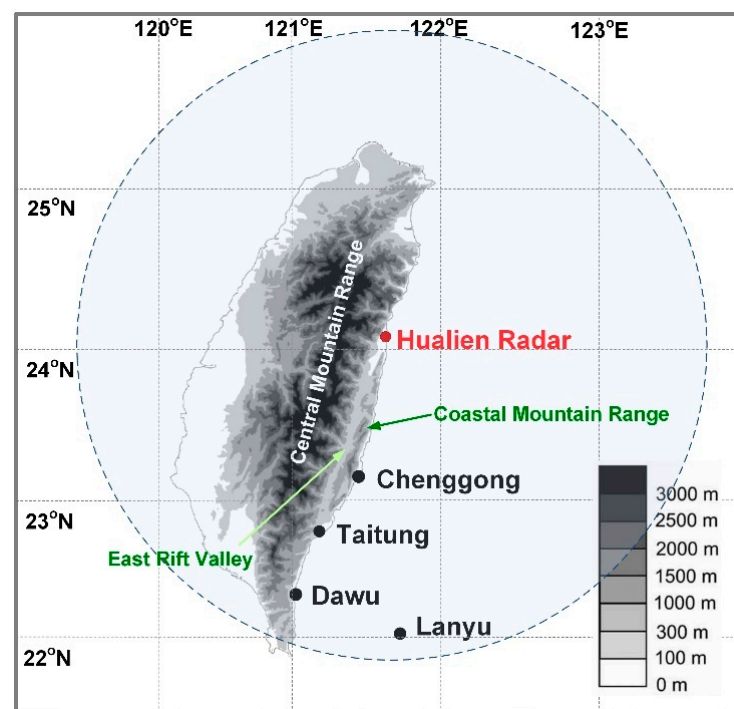 120°E
121°E
122°E
123°E
25°N
Central Mountain Range
Hualien Radar
24°N
Coastal Mountain Range
Chenggong
23°N
Taitung
East Rift Valley
Dawu
Lanyu
22°N
3000 m
2500 m
2000 m
1500 m
1000 m
300 m
100 m
0 m